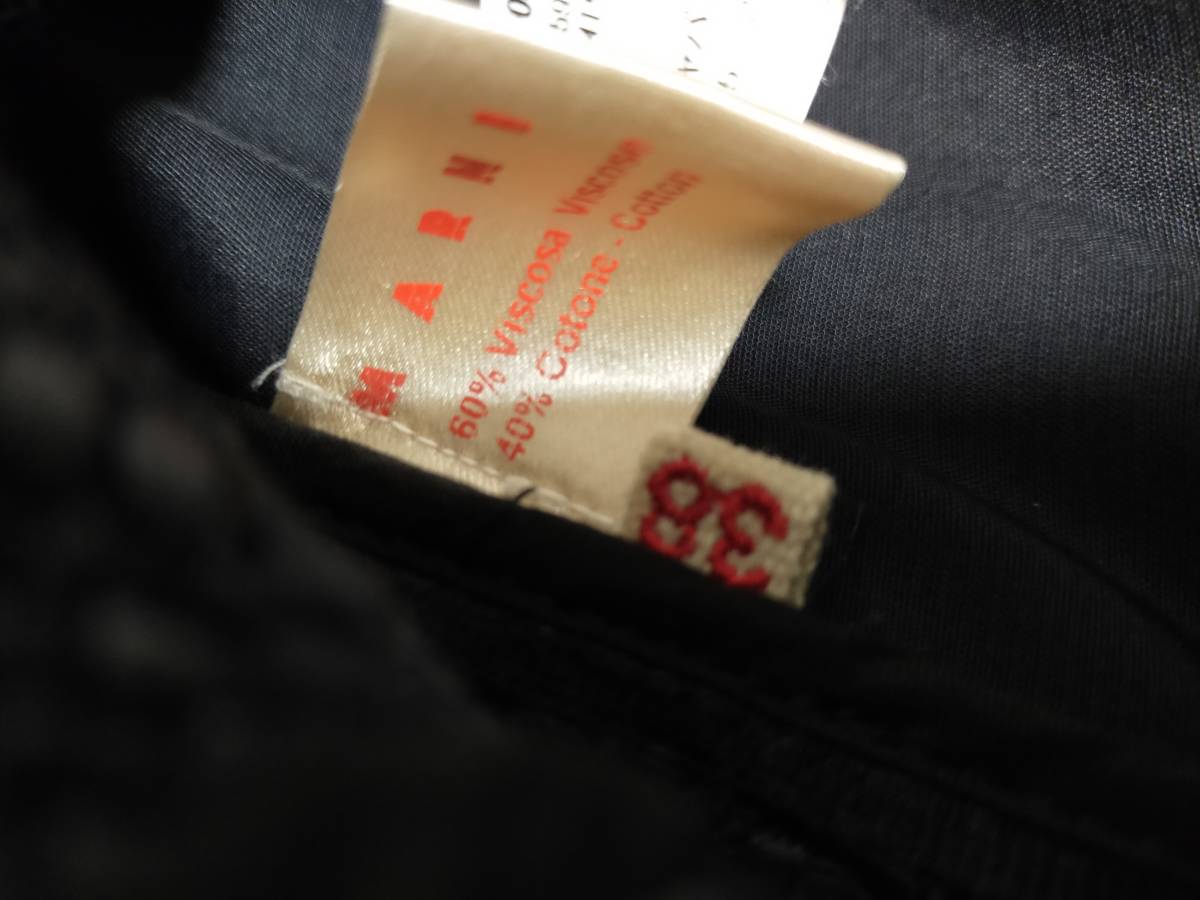 MARNI
60% Viscosa Viscose
40% Cotone - Cotton
38